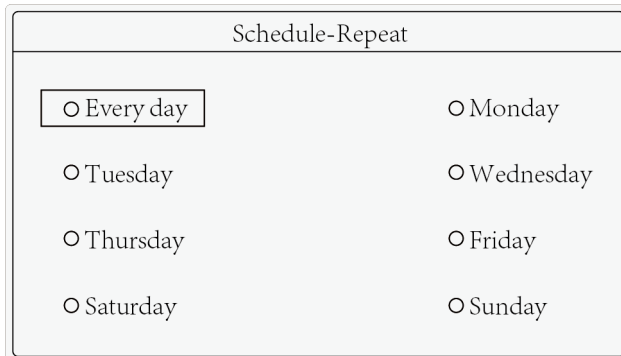 Schedule-Repeat
Every day
Monday
Tuesday
Wednesday
Thursday
Friday
Saturday
Sunday